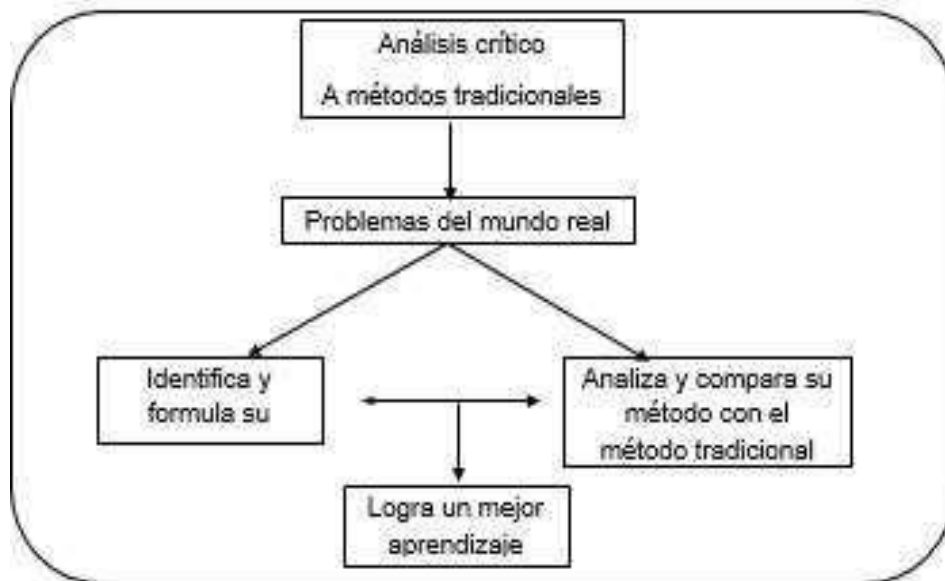 Análisis crítico
A métodos tradicionales
Problemas del mundo real
Identifica y
formula su
Analiza y compara su
método con el
método tradicional
Logra un mejor
aprendizaje